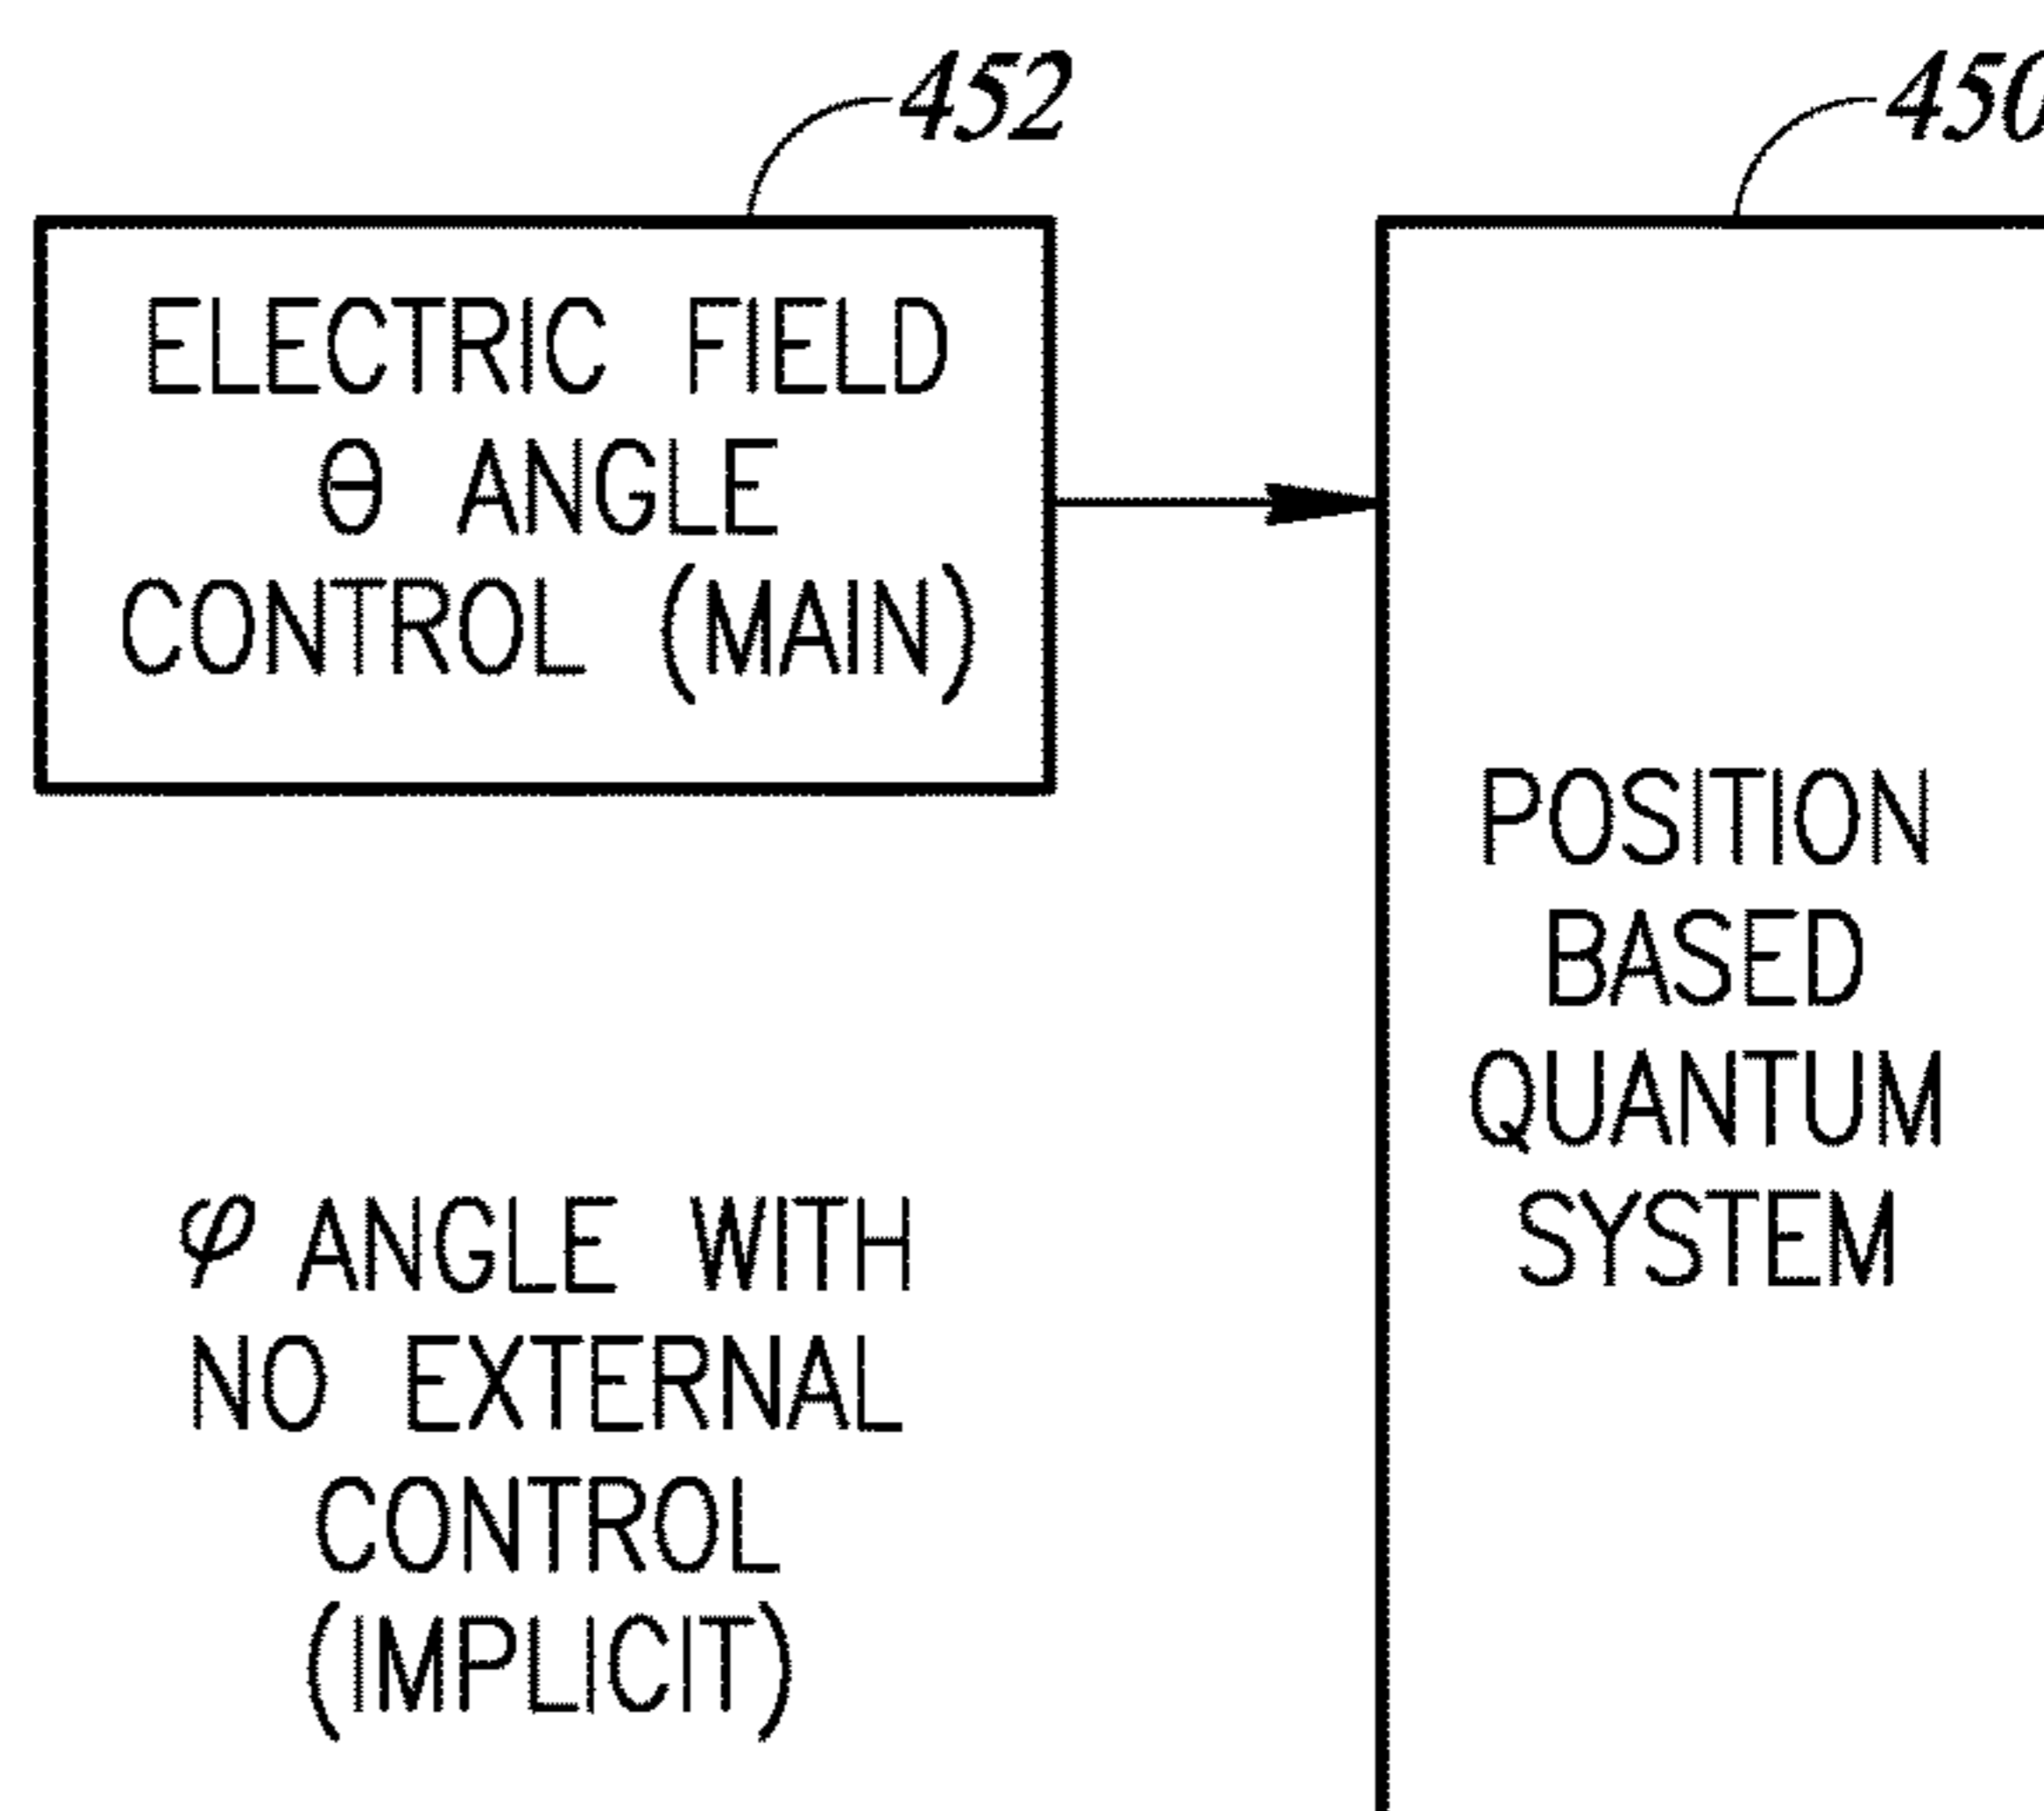 452
450
ELECTRIC FIELD
θ ANGLE
CONTROL (MAIN)
POSITION
BASED
QUANTUM
SYSTEM
φ ANGLE WITH
NO EXTERNAL
CONTROL
(IMPLICIT)